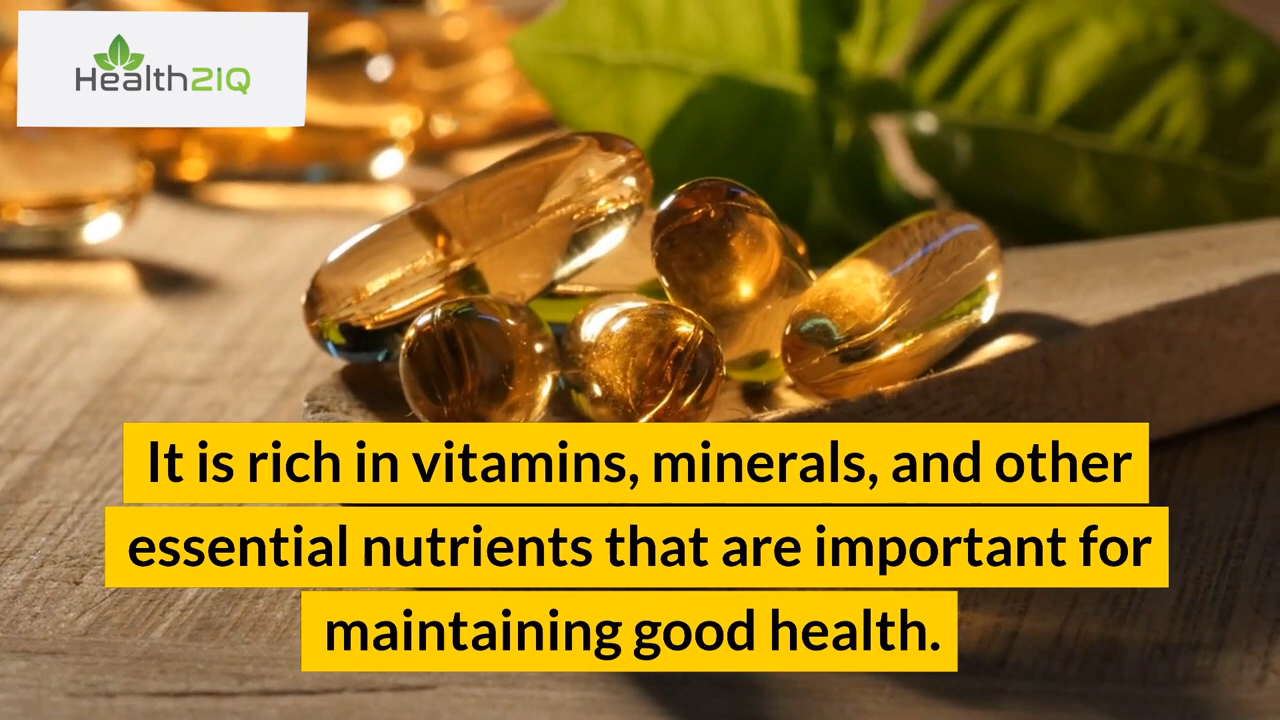 Health2IQ
It is rich in vitamins, minerals, and other
essential nutrients that are important for
maintaining good health.